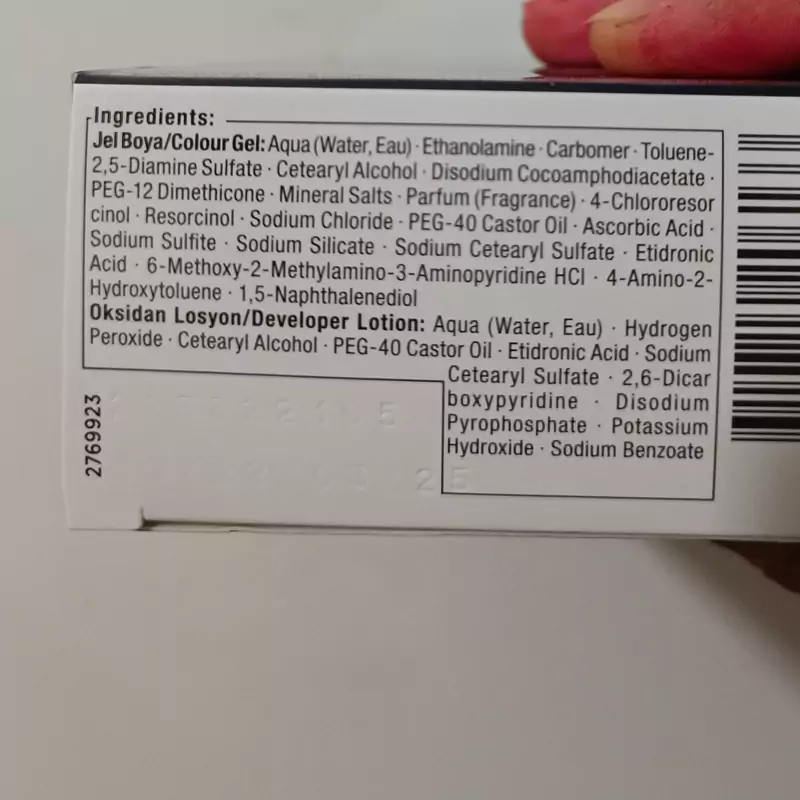 Ingredients:
Jel Boya/Colour Gel: Aqua (Water, Eau) · Ethanolamine · Carbomer · Toluene-
2,5-Diamine Sulfate · Cetearyl Alcohol · Disodium Cocoamphodiacetate ·
PEG-12 Dimethicone · Mineral Salts · Parfum (Fragrance) · 4-Chlororesor
cinol · Resorcinol · Sodium Chloride · PEG-40 Castor Oil · Ascorbic Acid ·
Sodium Sulfite · Sodium Silicate · Sodium Cetearyl Sulfate · Etidronic
Acid · 6-Methoxy-2-Methylamino-3-Aminopyridine HCl · 4-Amino-2-
Hydroxytoluene · 1,5-Naphthalenediol
Oksidan Losyon/Developer Lotion: Aqua (Water, Eau) · Hydrogen
Peroxide · Cetearyl Alcohol · PEG-40 Castor Oil · Etidronic Acid · Sodium
Cetearyl Sulfate · 2,6-Dicar
boxypyridine · Disodium
Pyrophosphate · Potassium
Hydroxide · Sodium Benzoate
2769923